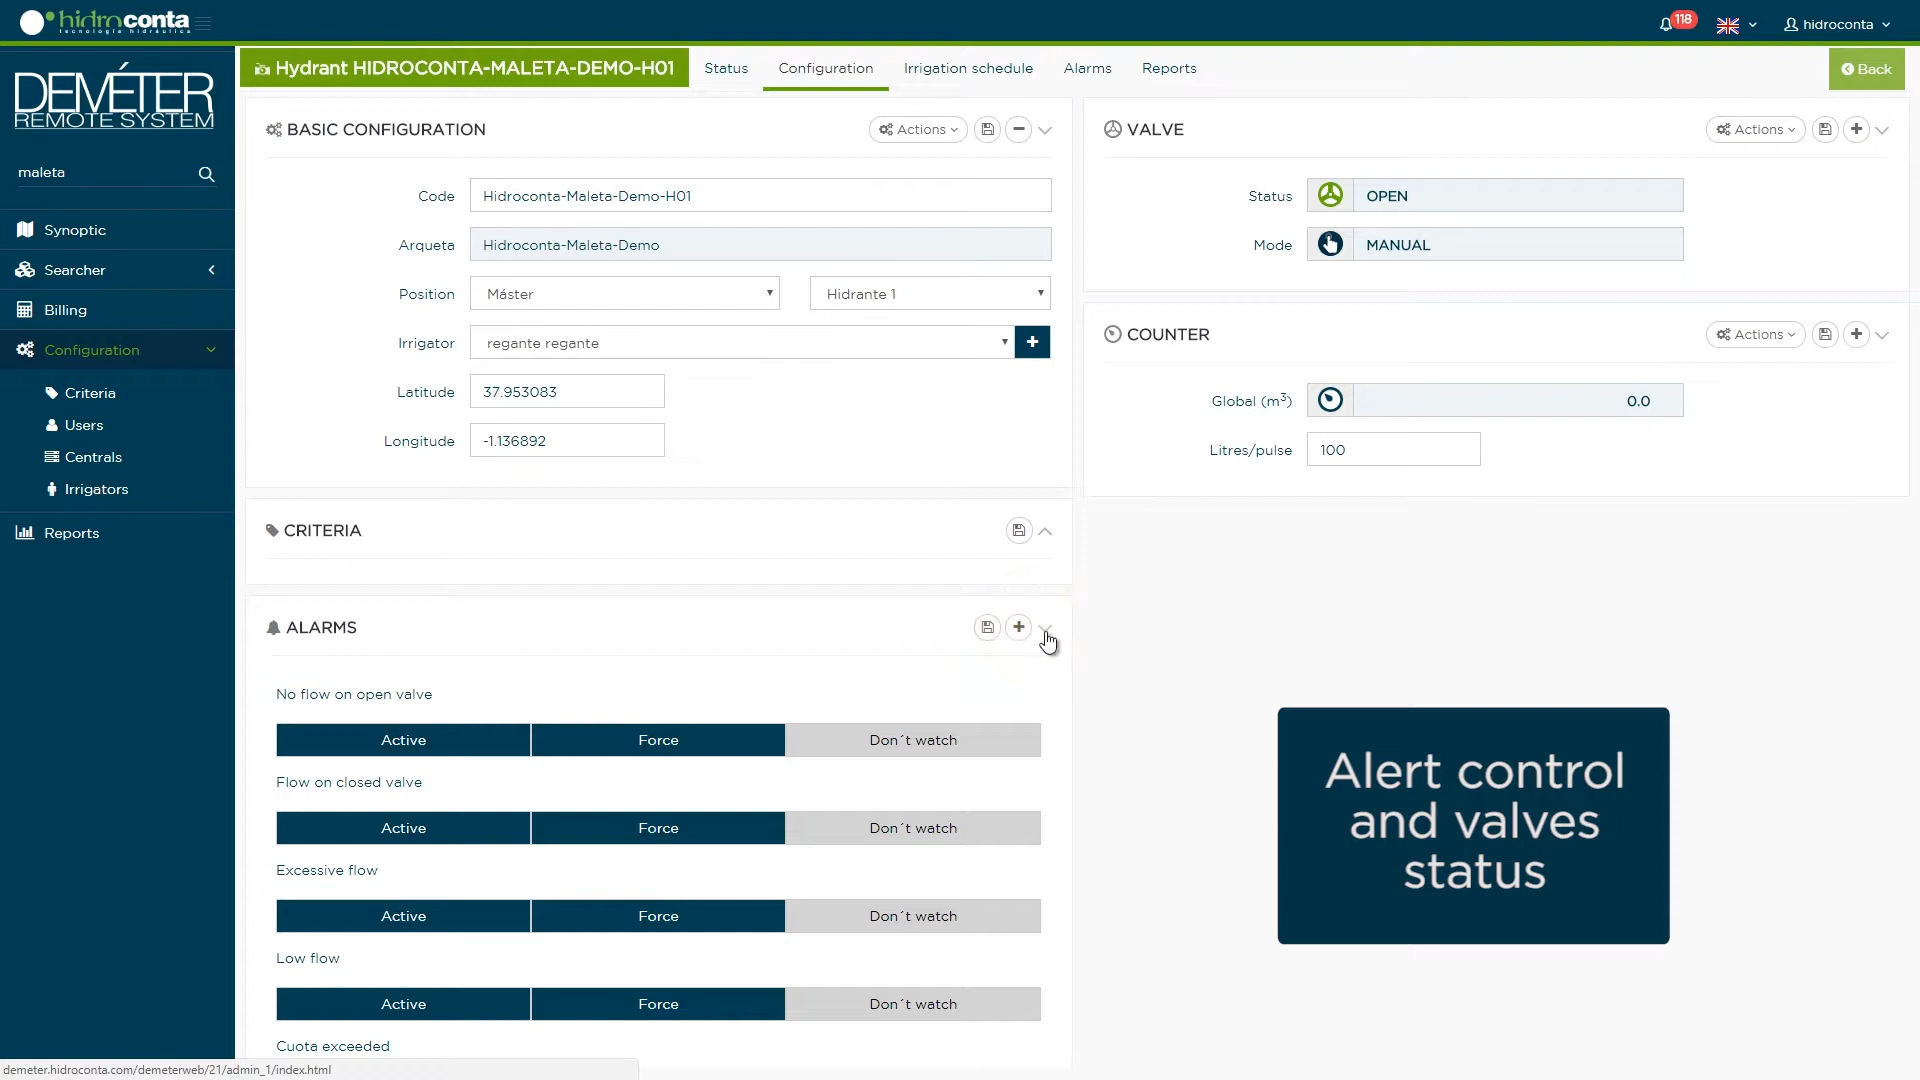 hidroconta
tecnología hidráulica
118
hidroconta
DEMÉTER
REMOTE SYSTEM
maleta
Synoptic
Searcher
Billing
Configuration
Criteria
Users
Centrals
Irrigators
Reports
Hydrant HIDROCONTA-MALETA-DEMO-H01
Status
Configuration
Irrigation schedule
Alarms
Reports
Back
BASIC CONFIGURATION
Actions
Code
Hidroconta-Maleta-Demo-H01
Arqueta
Hidroconta-Maleta-Demo
Position
Máster
Hidrante 1
Irrigator
regante regante
Latitude
37.953083
Longitude
-1.136892
CRITERIA
ALARMS
No flow on open valve
Active Force Don´t watch
Flow on closed valve
Active Force Don´t watch
Excessive flow
Active Force Don´t watch
Low flow
Active Force Don´t watch
Cuota exceeded
VALVE
Actions
Status
OPEN
Mode
MANUAL
COUNTER
Actions
Global (m³)
0.0
Litres/pulse
100
Alert control
and valves
status
demeter.hidroconta.com/demeterweb/21/admin_1/index.html